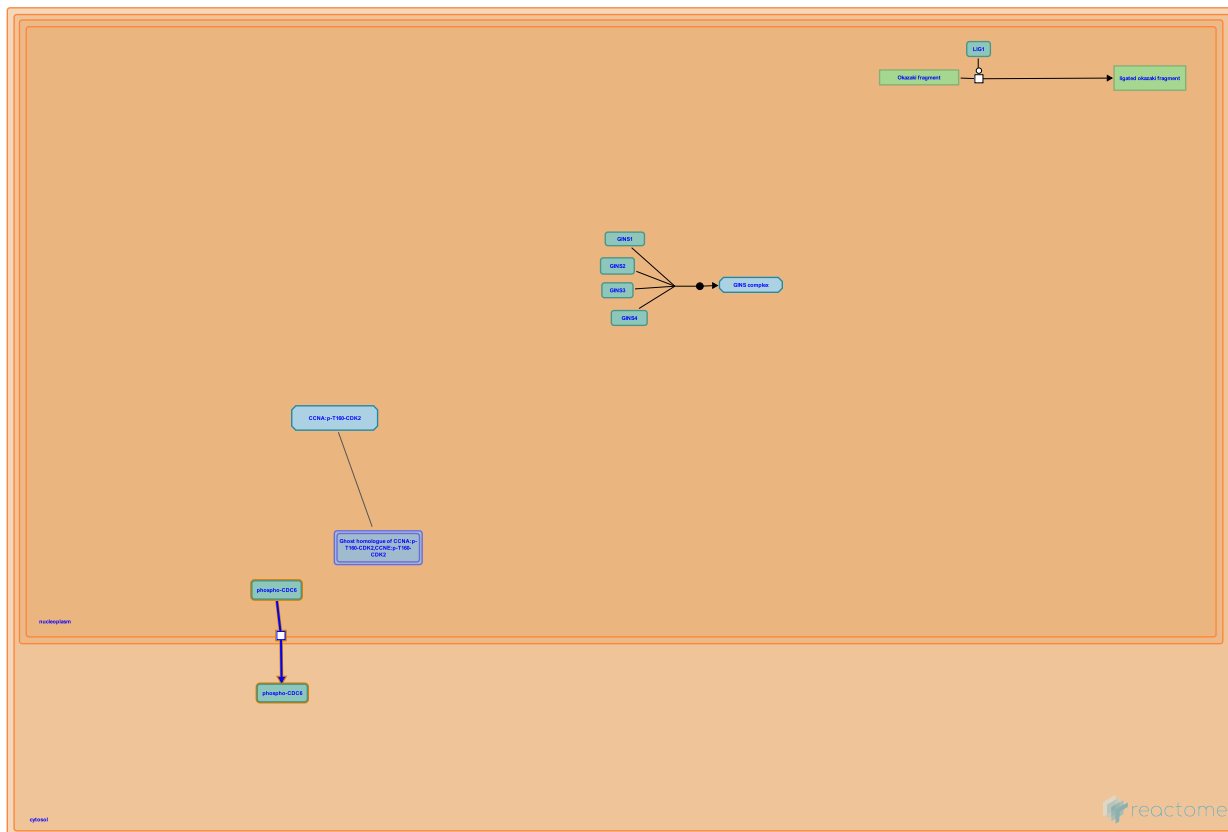 LIG1
Okazaki fragment
ligated okazaki fragment
GINS1
GINS2
GINS3
GINS4
GINS complex
CCNA:p-T160-CDK2
Ghost homologue of CCNA:p-
T160-CDK2,CCNE:p-T160-
CDK2
phospho-CDC6
nucleoplasm
phospho-CDC6
cytosol
reactome